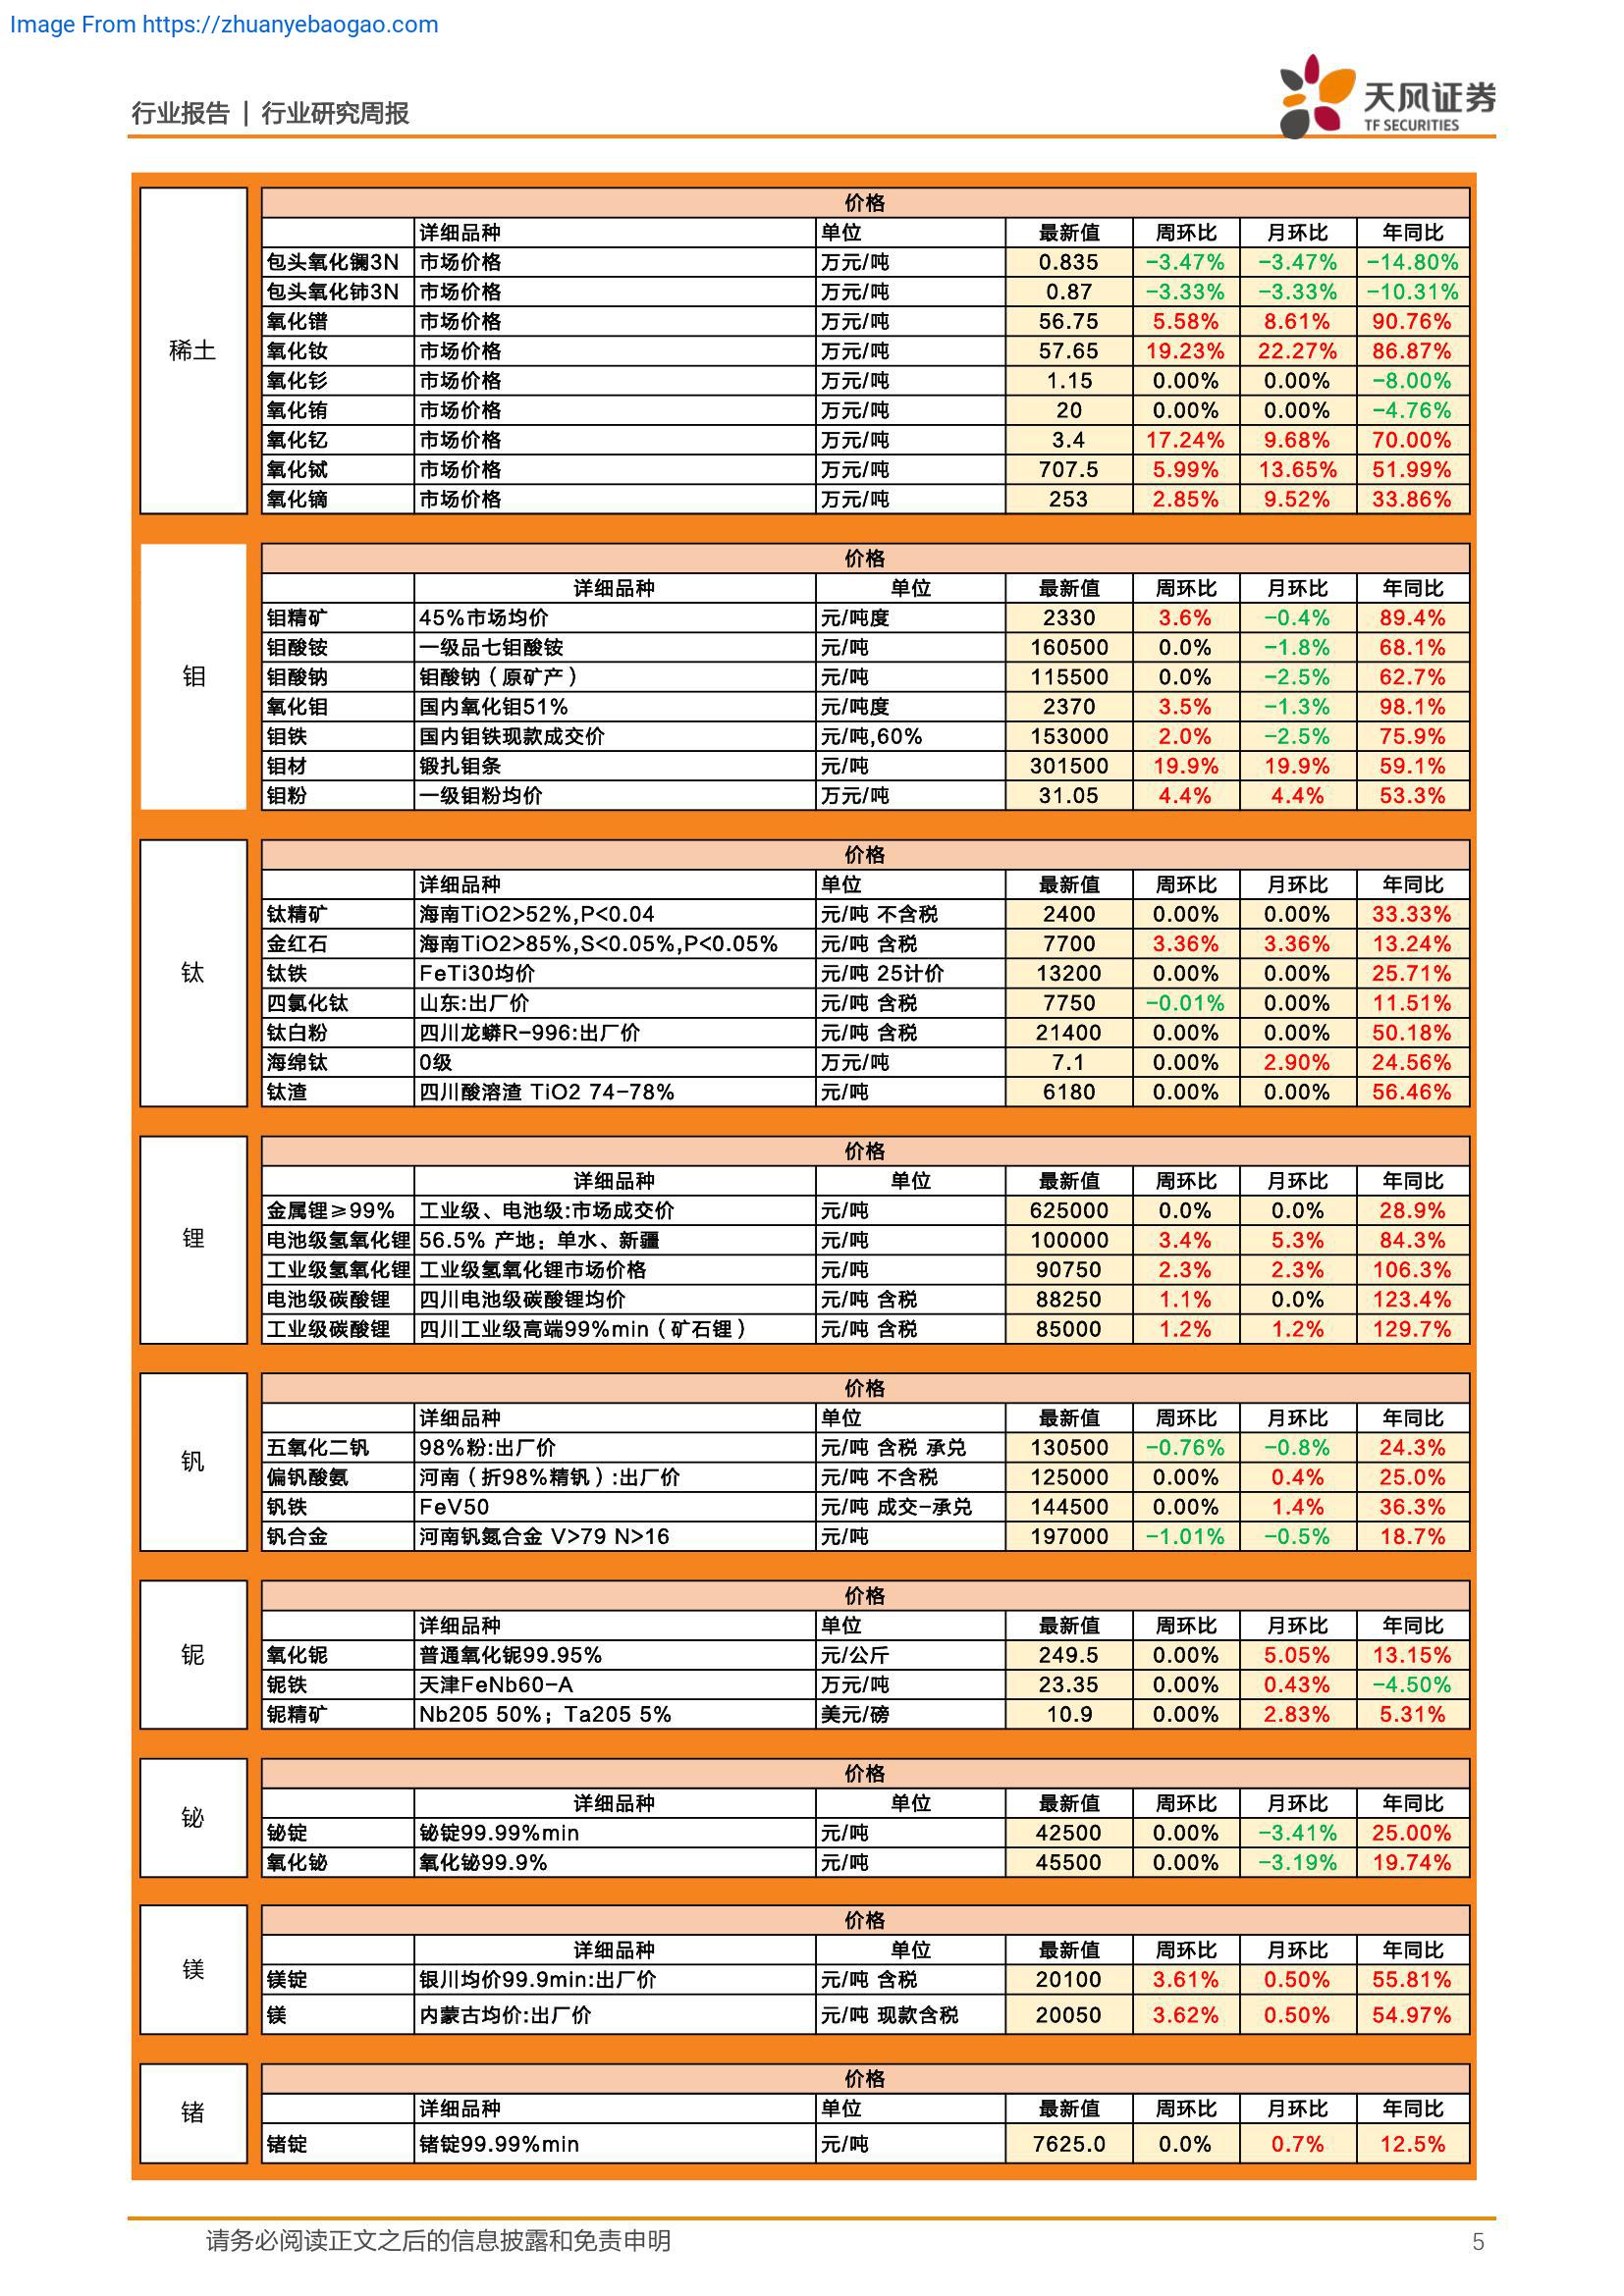 Image From https://zhuanyebaogao.com
行业报告 | 行业研究周报
天风证券
TF SECURITIES
稀土
价格
详细品种 单位 最新值 周环比 月环比 年同比
包头氧化镧3N 市场价格 万元/吨 0.835 -3.47% -3.47% -14.80%
包头氧化铈3N 市场价格 万元/吨 0.87 -3.33% -3.33% -10.31%
氧化镨 市场价格 万元/吨 56.75 5.58% 8.61% 90.76%
氧化钕 市场价格 万元/吨 57.65 19.23% 22.27% 86.87%
氧化钐 市场价格 万元/吨 1.15 0.00% 0.00% -8.00%
氧化铕 市场价格 万元/吨 20 0.00% 0.00% -4.76%
氧化钇 市场价格 万元/吨 3.4 17.24% 9.68% 70.00%
氧化铽 市场价格 万元/吨 707.5 5.99% 13.65% 51.99%
氧化镝 市场价格 万元/吨 253 2.85% 9.52% 33.86%
钼
价格
详细品种 单位 最新值 周环比 月环比 年同比
钼精矿 45%市场均价 元/吨度 2330 3.6% -0.4% 89.4%
钼酸铵 一级品七钼酸铵 元/吨 160500 0.0% -1.8% 68.1%
钼酸钠 钼酸钠（原矿产） 元/吨 115500 0.0% -2.5% 62.7%
氧化钼 国内氧化钼51% 元/吨度 2370 3.5% -1.3% 98.1%
钼铁 国内钼铁现款成交价 元/吨,60% 153000 2.0% -2.5% 75.9%
钼材 锻扎钼条 元/吨 301500 19.9% 19.9% 59.1%
钼粉 一级钼粉均价 万元/吨 31.05 4.4% 4.4% 53.3%
钛
价格
详细品种 单位 最新值 周环比 月环比 年同比
钛精矿 海南TiO2>52%,P<0.04 元/吨 不含税 2400 0.00% 0.00% 33.33%
金红石 海南TiO2>85%,S<0.05%,P<0.05% 元/吨 含税 7700 3.36% 3.36% 13.24%
钛铁 FeTi30均价 元/吨 25计价 13200 0.00% 0.00% 25.71%
四氯化钛 山东:出厂价 元/吨 含税 7750 -0.01% 0.00% 11.51%
钛白粉 四川龙蟒R-996:出厂价 元/吨 含税 21400 0.00% 0.00% 50.18%
海绵钛 0级 万元/吨 7.1 0.00% 2.90% 24.56%
钛渣 四川酸溶渣 TiO2 74-78% 元/吨 6180 0.00% 0.00% 56.46%
锂
价格
详细品种 单位 最新值 周环比 月环比 年同比
金属锂≥99% 工业级、电池级:市场成交价 元/吨 625000 0.0% 0.0% 28.9%
电池级氢氧化锂 56.5% 产地：单水、新疆 元/吨 100000 3.4% 5.3% 84.3%
工业级氢氧化锂 工业级氢氧化锂市场价格 元/吨 90750 2.3% 2.3% 106.3%
电池级碳酸锂 四川电池级碳酸锂均价 元/吨 含税 88250 1.1% 0.0% 123.4%
工业级碳酸锂 四川工业级高端99%min（矿石锂） 元/吨 含税 85000 1.2% 1.2% 129.7%
钒
价格
详细品种 单位 最新值 周环比 月环比 年同比
五氧化二钒 98%粉:出厂价 元/吨 含税 承兑 130500 -0.76% -0.8% 24.3%
偏钒酸氨 河南（折98%精钒）:出厂价 元/吨 不含税 125000 0.00% 0.4% 25.0%
钒铁 FeV50 元/吨 成交-承兑 144500 0.00% 1.4% 36.3%
钒合金 河南钒氮合金 V>79 N>16 元/吨 197000 -1.01% -0.5% 18.7%
铌
价格
详细品种 单位 最新值 周环比 月环比 年同比
氧化铌 普通氧化铌99.95% 元/公斤 249.5 0.00% 5.05% 13.15%
铌铁 天津FeNb60-A 万元/吨 23.35 0.00% 0.43% -4.50%
铌精矿 Nb205 50%；Ta205 5% 美元/磅 10.9 0.00% 2.83% 5.31%
铋
价格
详细品种 单位 最新值 周环比 月环比 年同比
铋锭 铋锭99.99%min 元/吨 42500 0.00% -3.41% 25.00%
氧化铋 氧化铋99.9% 元/吨 45500 0.00% -3.19% 19.74%
镁
价格
详细品种 单位 最新值 周环比 月环比 年同比
镁锭 银川均价99.9min:出厂价 元/吨 含税 20100 3.61% 0.50% 55.81%
镁 内蒙古均价:出厂价 元/吨 现款含税 20050 3.62% 0.50% 54.97%
锗
价格
详细品种 单位 最新值 周环比 月环比 年同比
锗锭 锗锭99.99%min 元/吨 7625.0 0.0% 0.7% 12.5%
请务必阅读正文之后的信息披露和免责申明 5